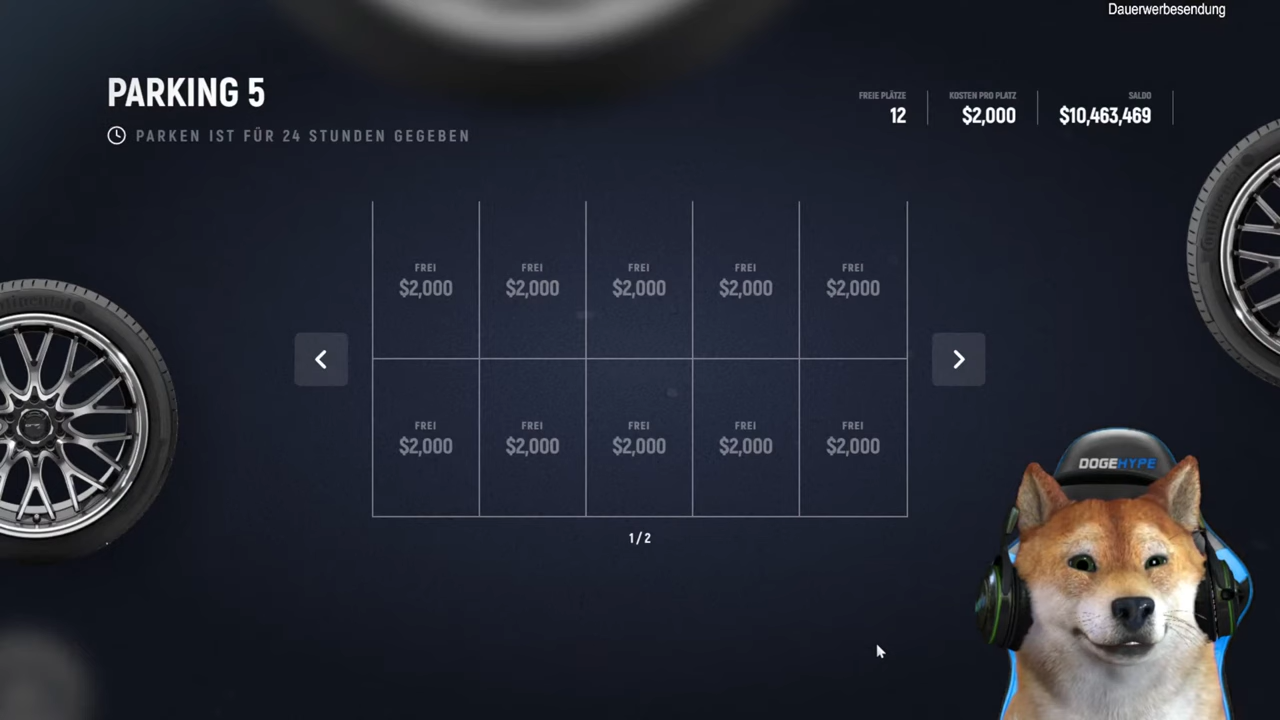 Dauerwerbesendung
PARKING 5
PARKEN IST FÜR 24 STUNDEN GEGEBEN
FREIE PLÄTZE
12
KOSTEN PRO PLATZ
$2,000
SALDO
$10,463,469
FREI FREI FREI FREI FREI
$2,000 $2,000 $2,000 $2,000 $2,000
FREI FREI FREI FREI FREI
$2,000 $2,000 $2,000 $2,000 $2,000
1 / 2
DOGEHYPE
Continental